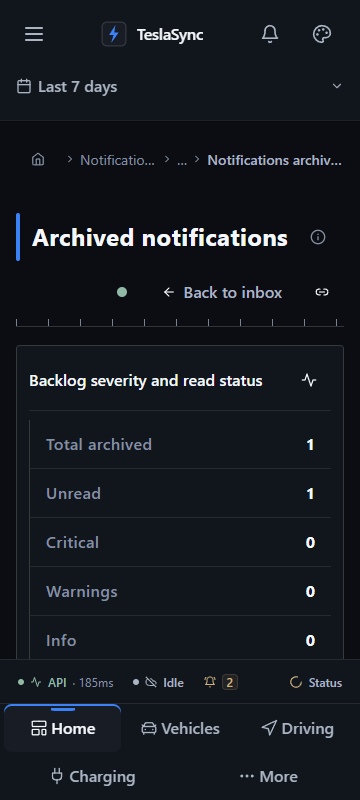 TeslaSync
Last 7 days
Notificatio... ... Notifications archiv...
Archived notifications
Back to inbox
Backlog severity and read status
Total archived 1
Unread 1
Critical 0
Warnings 0
Info 0
API · 185ms Idle 2 Status
Home Vehicles Driving
Charging More